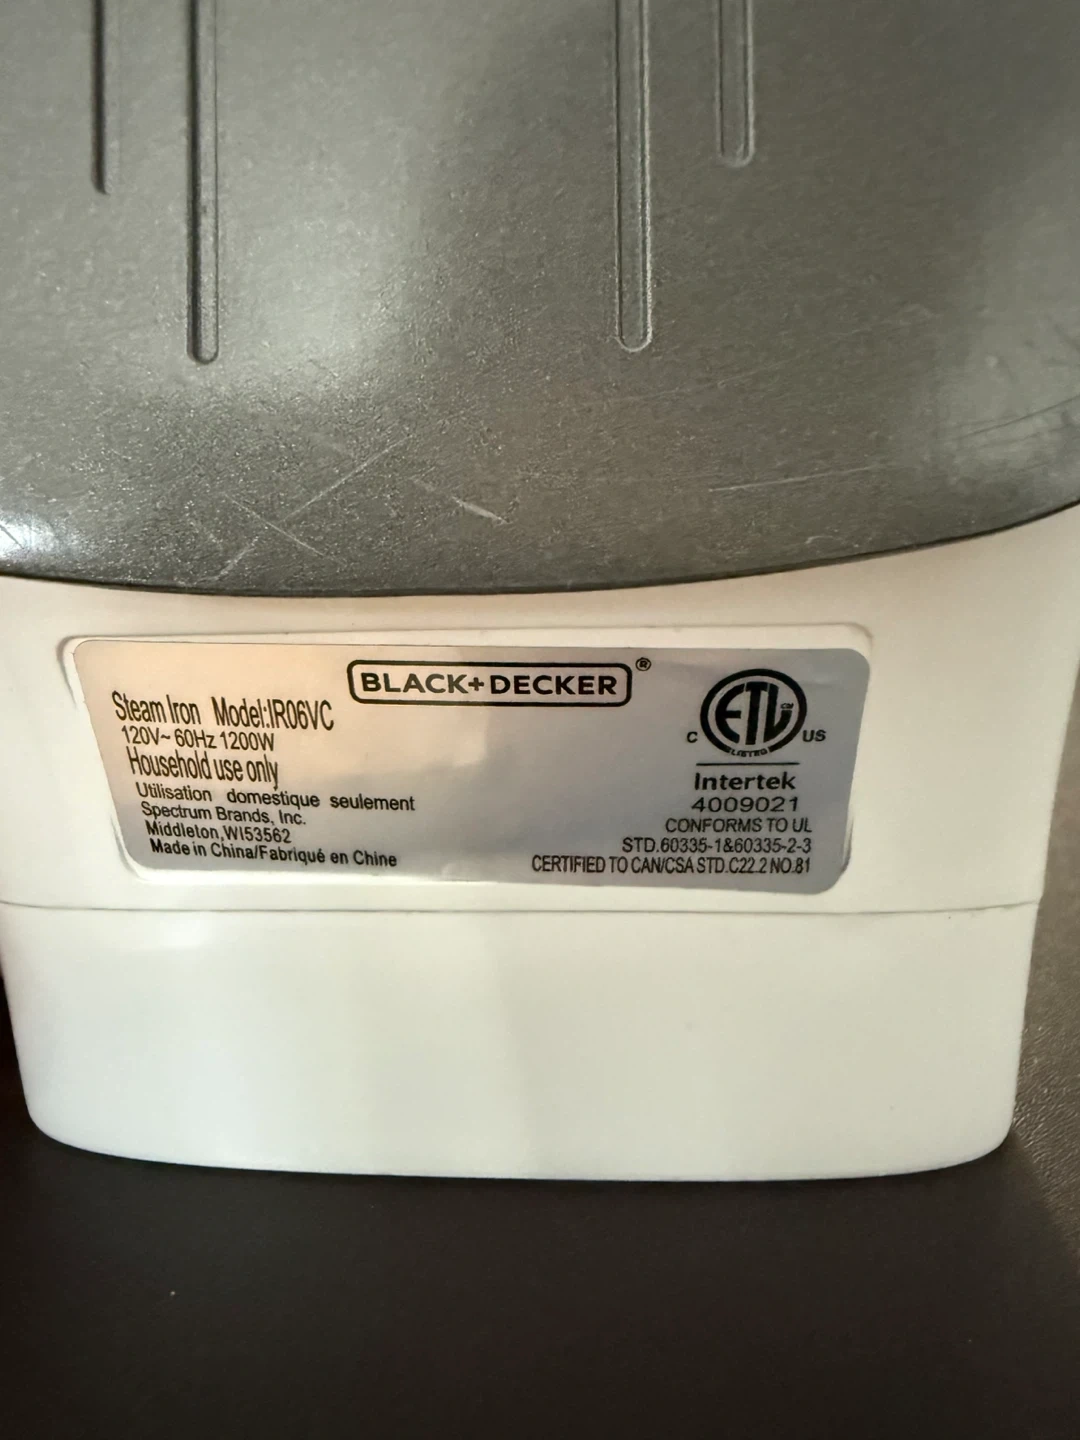 BLACK+DECKER®
Steam Iron Model:IR06VC
120V~ 60Hz 1200W
Household use only
Utilisation domestique seulement
Spectrum Brands, Inc.
Middleton,WI53562
Made in China/Fabriqué en Chine
ETL CM
C US
LISTED
Intertek
4009021
CONFORMS TO UL
STD.60335-1&60335-2-3
CERTIFIED TO CAN/CSA STD.C22.2 NO.81